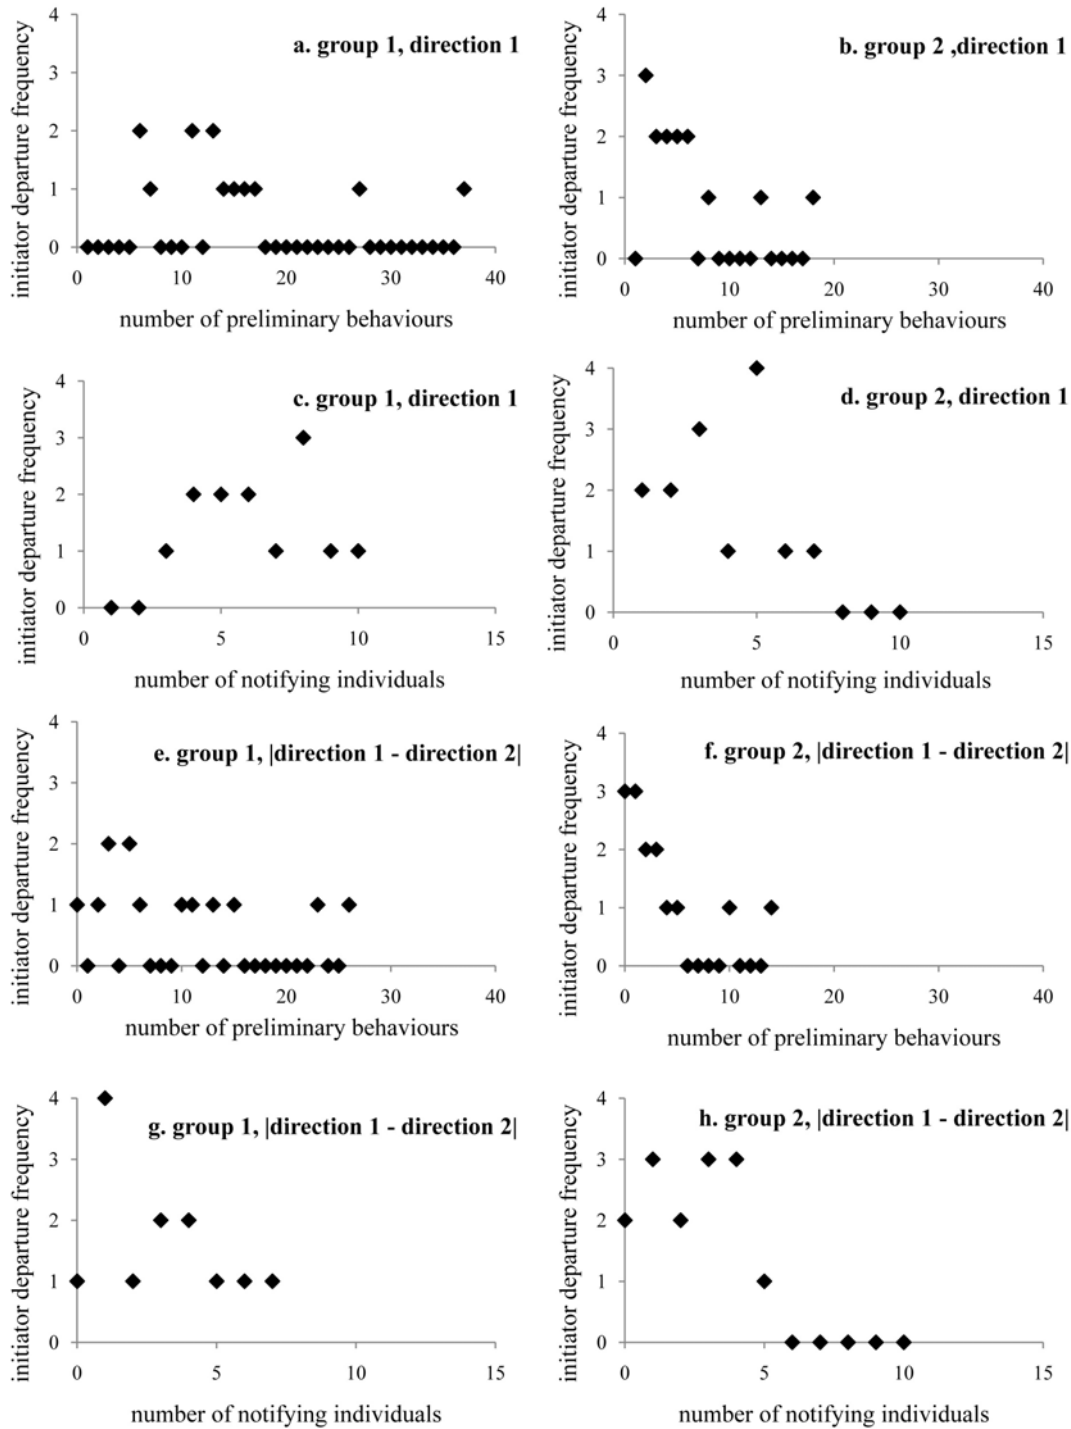 a. group 1, direction 1
initiator departure frequency
4
3
2
1
0
0 10 20 30 40
number of preliminary behaviours
b. group 2 ,direction 1
initiator departure frequency
4
3
2
1
0
0 10 20 30 40
number of preliminary behaviours
c. group 1, direction 1
initiator departure frequency
4
3
2
1
0
0 5 10 15
number of notifying individuals
d. group 2, direction 1
initiator departure frequency
4
3
2
1
0
0 5 10 15
number of notifying individuals
e. group 1, |direction 1 - direction 2|
initiator departure frequency
4
3
2
1
0
0 10 20 30 40
number of preliminary behaviours
f. group 2, |direction 1 - direction 2|
initiator departure frequency
4
3
2
1
0
0 10 20 30 40
number of preliminary behaviours
g. group 1, |direction 1 - direction 2|
initiator departure frequency
4
3
2
1
0
0 5 10 15
number of notifying individuals
h. group 2, |direction 1 - direction 2|
initiator departure frequency
4
3
2
1
0
0 5 10 15
number of notifying individuals